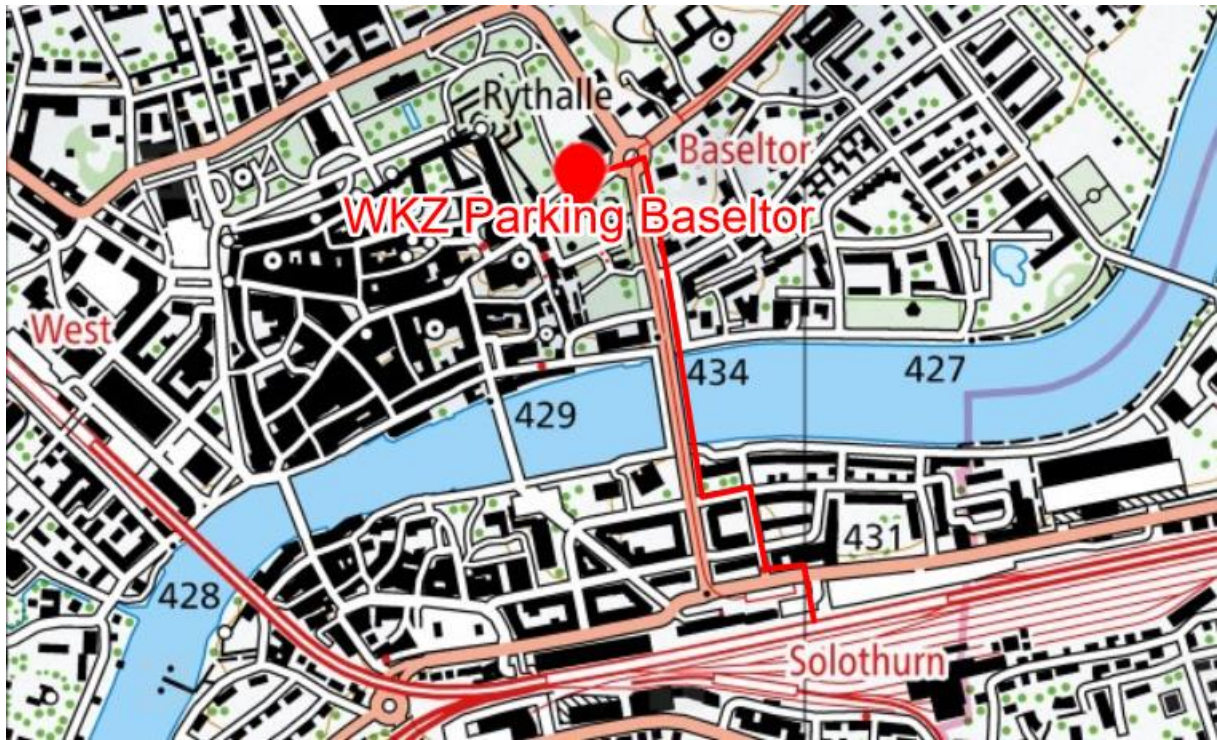 Rythalle
Baseltor
WKZ Parking Baseltor
West
434
427
429
431
428
Solothurn